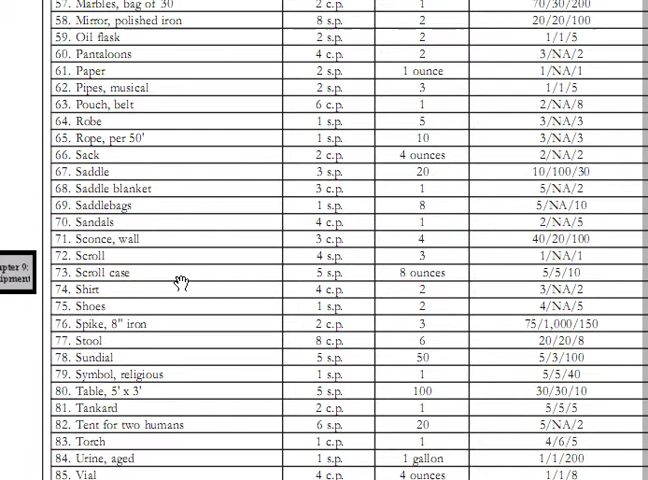 57. Marbles, bag of 30 2 c.p. 1 70/30/200
58. Mirror, polished iron 8 s.p. 2 20/20/100
59. Oil flask 2 s.p. 2 1/1/5
60. Pantaloons 4 c.p. 2 3/NA/2
61. Paper 2 s.p. 1 ounce 1/NA/1
62. Pipes, musical 2 s.p. 3 1/1/5
63. Pouch, belt 6 c.p. 1 2/NA/8
64. Robe 1 s.p. 5 3/NA/3
65. Rope, per 50' 1 s.p. 10 3/NA/3
66. Sack 2 c.p. 4 ounces 2/NA/2
67. Saddle 3 s.p. 20 10/100/30
68. Saddle blanket 3 c.p. 1 5/NA/2
69. Saddlebags 1 s.p. 8 5/NA/10
70. Sandals 4 c.p. 1 2/NA/5
71. Sconce, wall 3 c.p. 4 40/20/100
72. Scroll 4 s.p. 3 1/NA/1
73. Scroll case 5 s.p. 8 ounces 5/5/10
74. Shirt 4 c.p. 2 3/NA/2
75. Shoes 1 s.p. 2 4/NA/5
76. Spike, 8" iron 2 c.p. 3 75/1,000/150
77. Stool 8 c.p. 6 20/20/8
78. Sundial 5 s.p. 50 5/3/100
79. Symbol, religious 1 s.p. 1 5/5/40
80. Table, 5' x 3' 5 s.p. 100 30/30/10
81. Tankard 2 c.p. 1 5/5/5
82. Tent for two humans 6 s.p. 20 5/NA/2
83. Torch 1 c.p. 1 4/6/5
84. Urine, aged 1 s.p. 1 gallon 1/1/200
85. Vial 4 c.p. 4 ounces 1/1/8
apter 9:
ipment